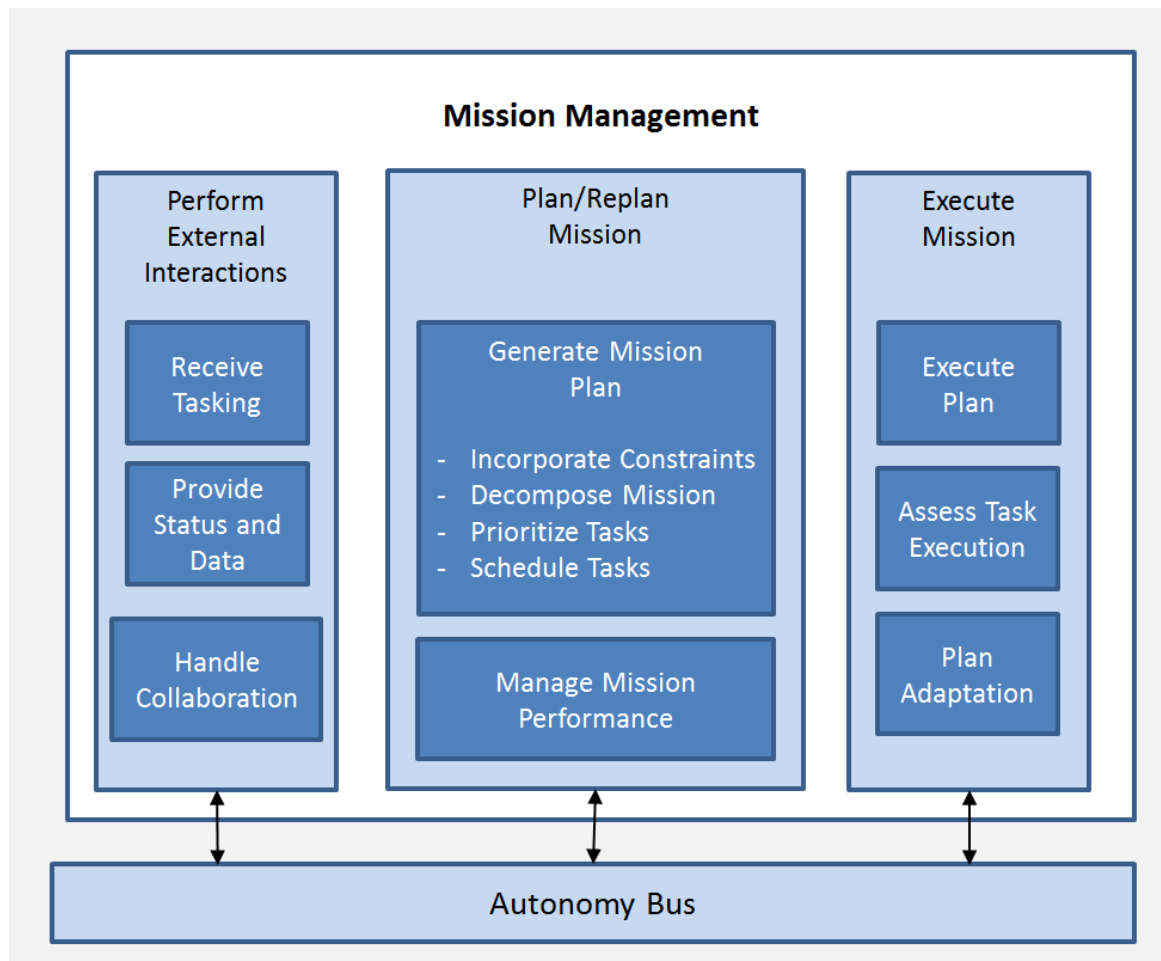 Mission Management
Perform
External
Interactions
Receive
Tasking
Provide
Status and
Data
Handle
Collaboration
Plan/Replan
Mission
Generate Mission
Plan
- Incorporate Constraints
- Decompose Mission
- Prioritize Tasks
- Schedule Tasks
Manage Mission
Performance
Execute
Mission
Execute
Plan
Assess Task
Execution
Plan
Adaptation
Autonomy Bus